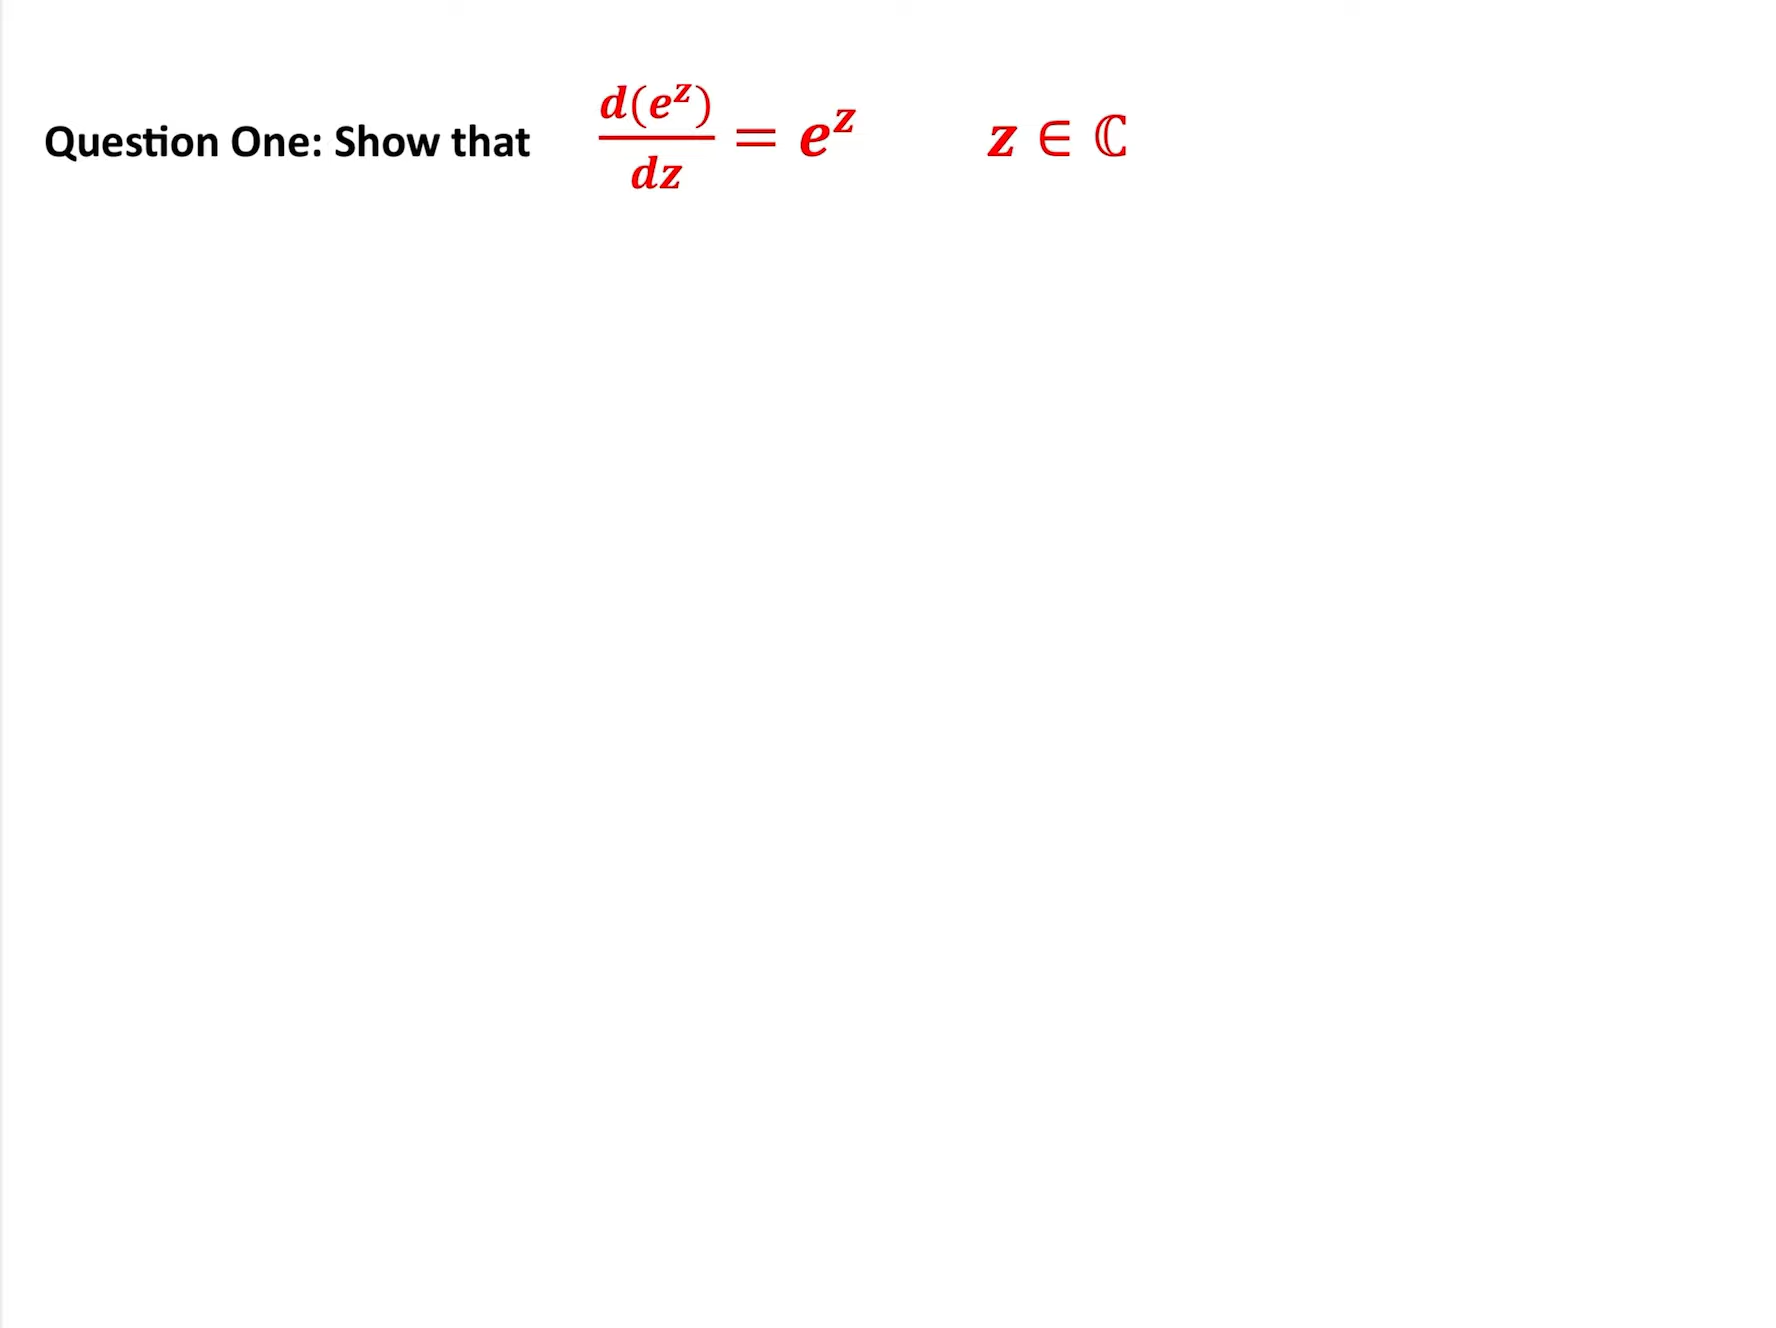 Question One: Show that d(e^z)/dz = e^z z ∈ ℂ